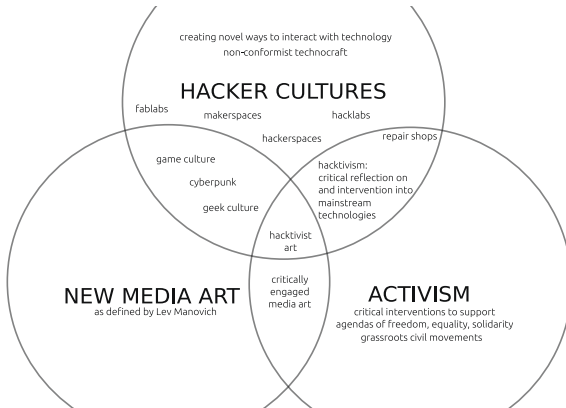 creating novel ways to interact with technology
non-conformist technocraft
HACKER CULTURES
fablabs
makerspaces
hacklabs
hackerspaces
repair shops
game culture
cyberpunk
geek culture
hacktivism:
critical reflection on
and intervention into
mainstream
technologies
hacktivist
art
critically
engaged
media art
NEW MEDIA ART
as defined by Lev Manovich
ACTIVISM
critical interventions to support
agendas of freedom, equality, solidarity
grassroots civil movements